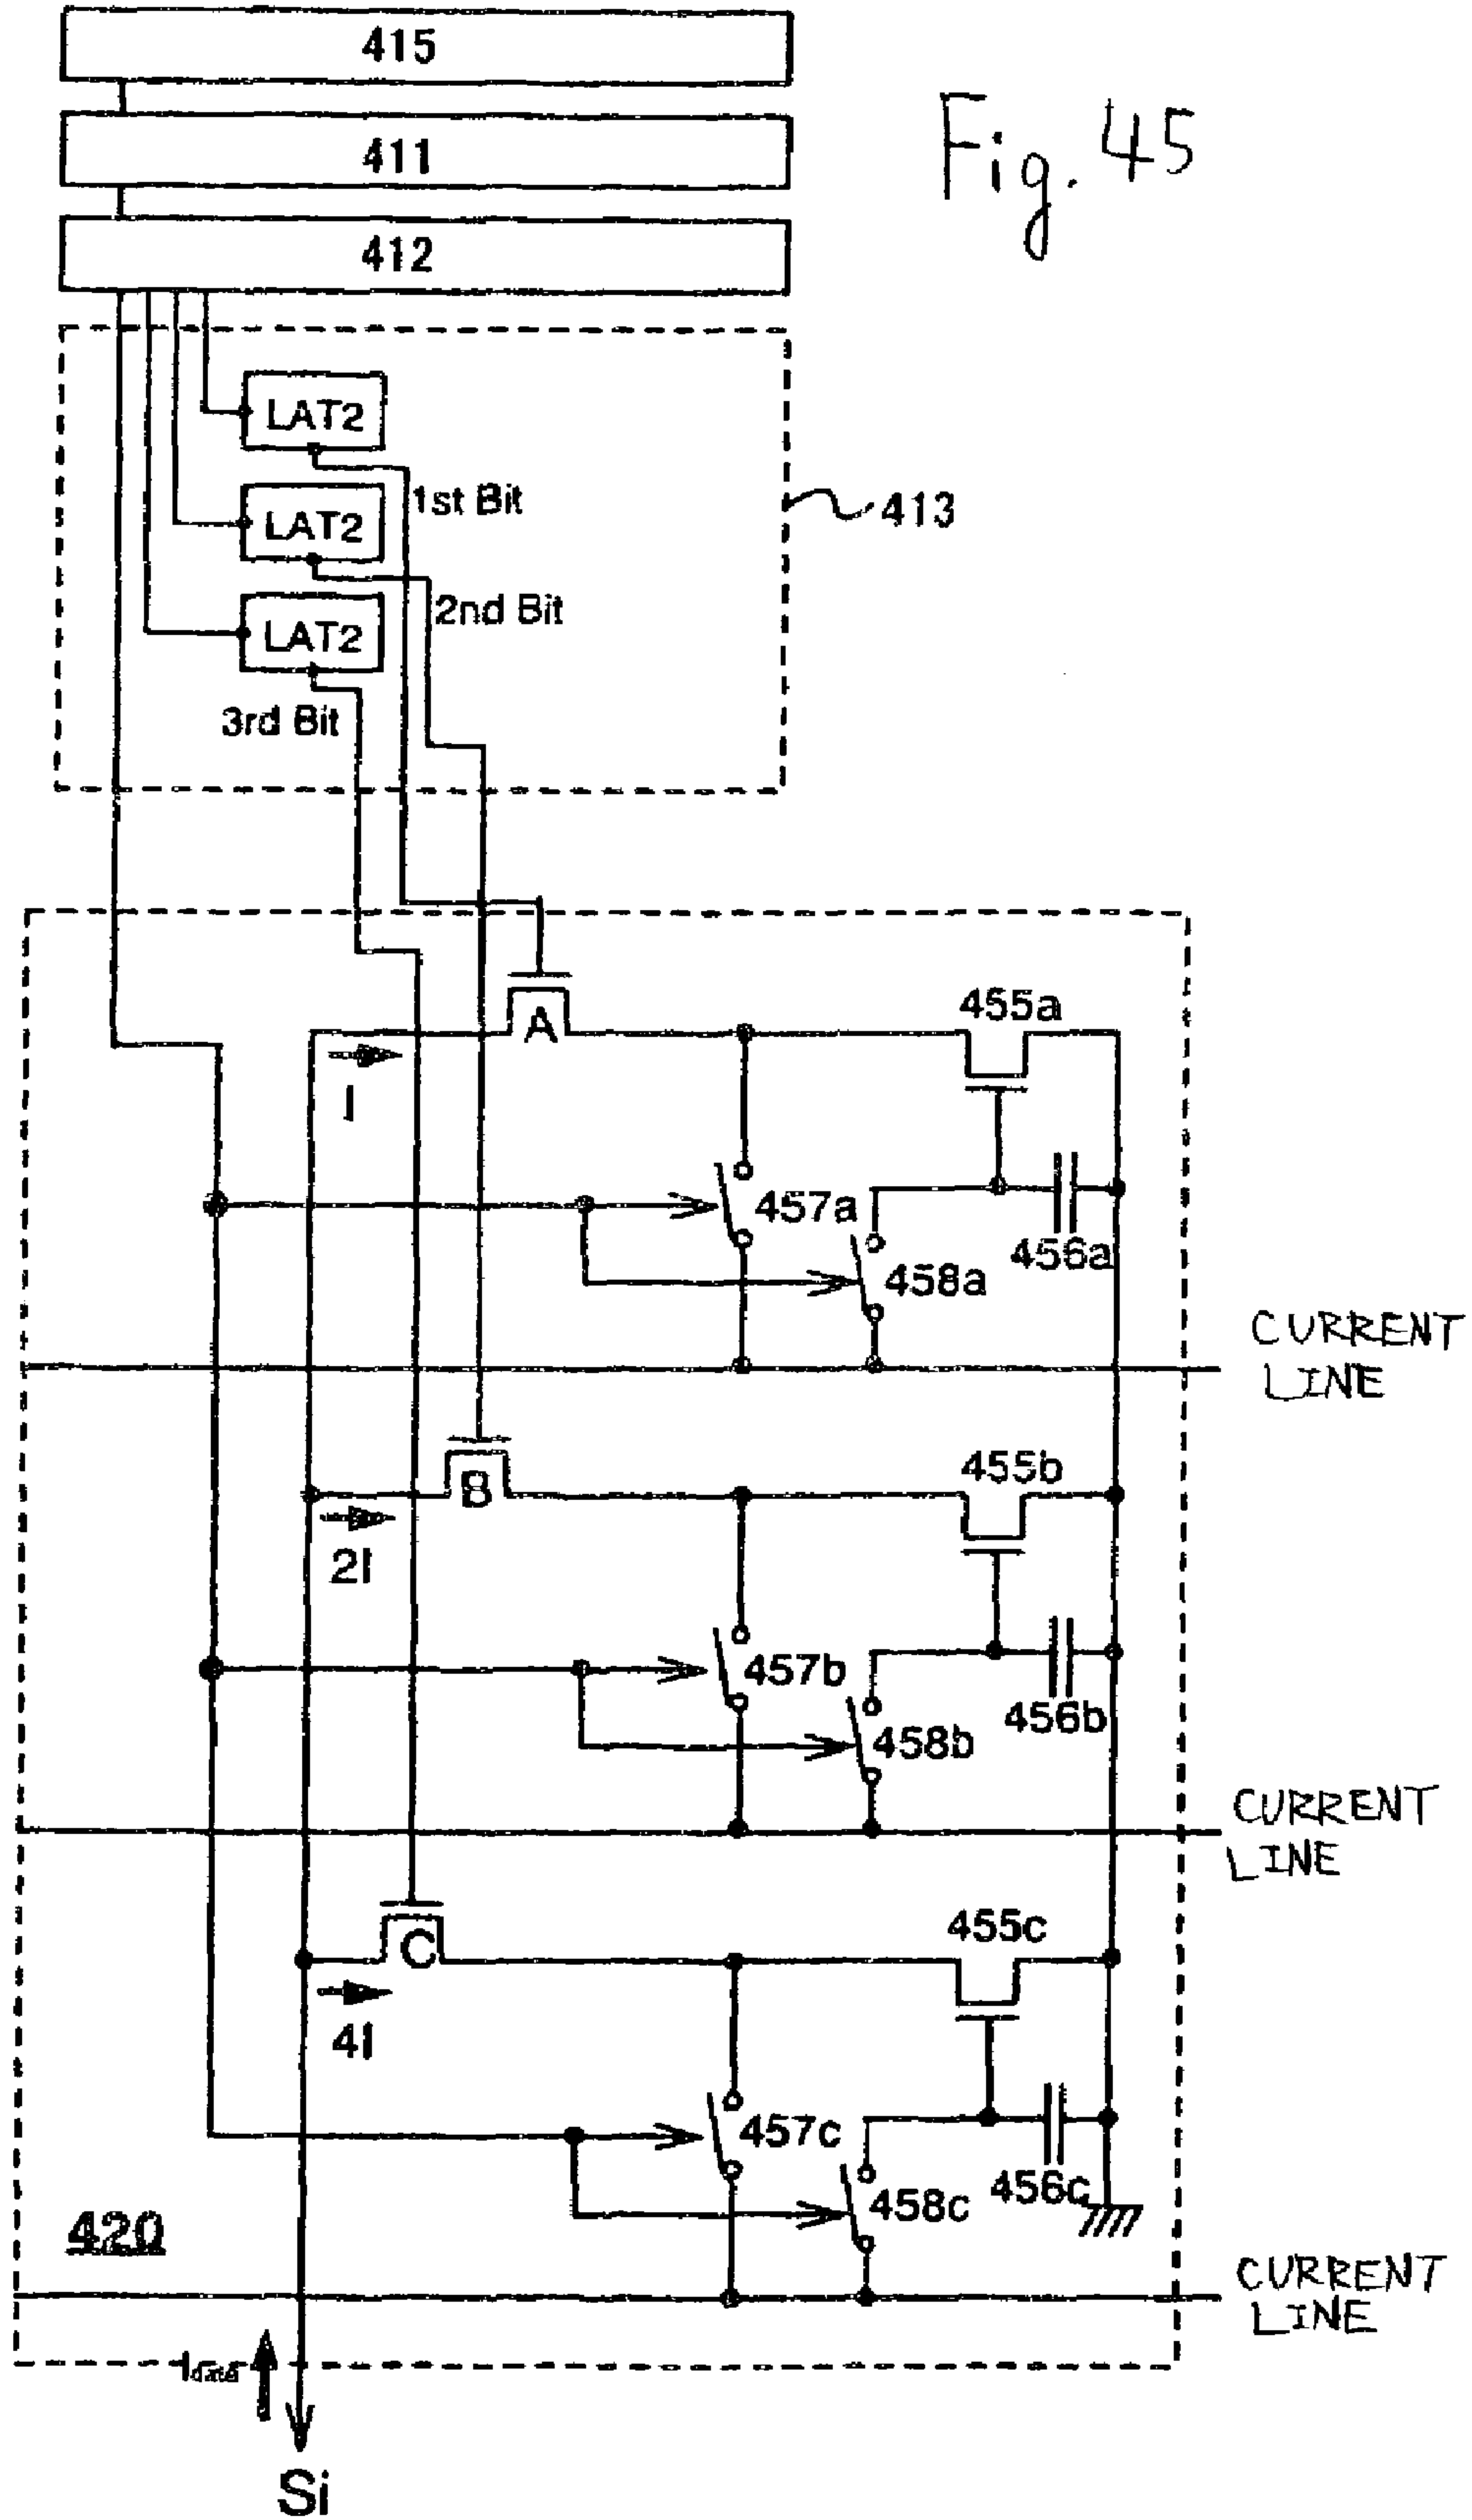 415
Fig. 45
411
412
LAT2
1st Bit
LAT2
413
2nd Bit
LAT2
3rd Bit
A
455a
I
457a
456a
458a
CURRENT
LINE
B
455b
2I
457b
456b
458b
CURRENT
LINE
C
455c
4I
457c
456c
458c
420
CURRENT
LINE
Idata
Si